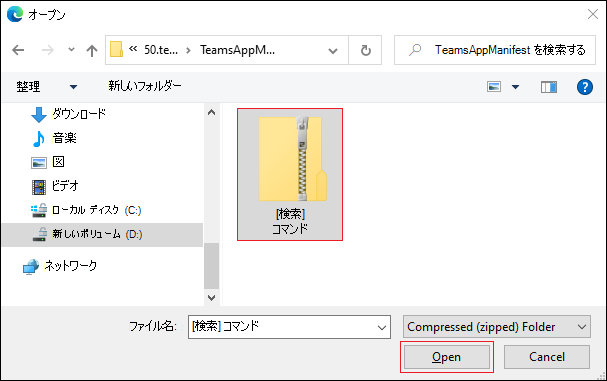 オープン
« 50.te... > TeamsAppM...
TeamsAppManifest を検索する
整理 新しいフォルダー
ダウンロード
音楽
図
ビデオ
ローカル ディスク (C:)
新しいボリューム (D:)
ネットワーク
[検索]
コマンド
ファイル名: [検索] コマンド
Compressed (zipped) Folder
Open Cancel